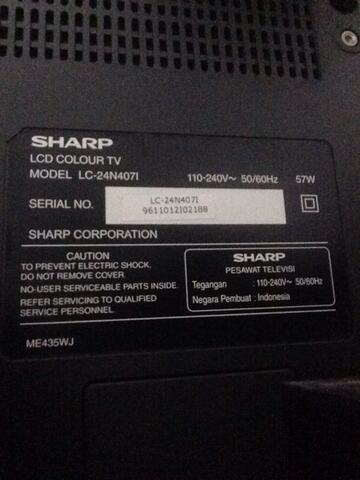 SHARP
LCD COLOUR TV
MODEL LC-24N407I 110-240V~ 50/60Hz 57W
SERIAL NO. LC-24N407I
9611012I02188
SHARP CORPORATION
CAUTION
TO PREVENT ELECTRIC SHOCK,
DO NOT REMOVE COVER.
NO-USER SERVICEABLE PARTS INSIDE.
REFER SERVICING TO QUALIFIED
SERVICE PERSONNEL.
SHARP
PESAWAT TELEVISI
Tegangan : 110-240V~ 50/60Hz
Negara Pembuat : Indonesia
ME435WJ